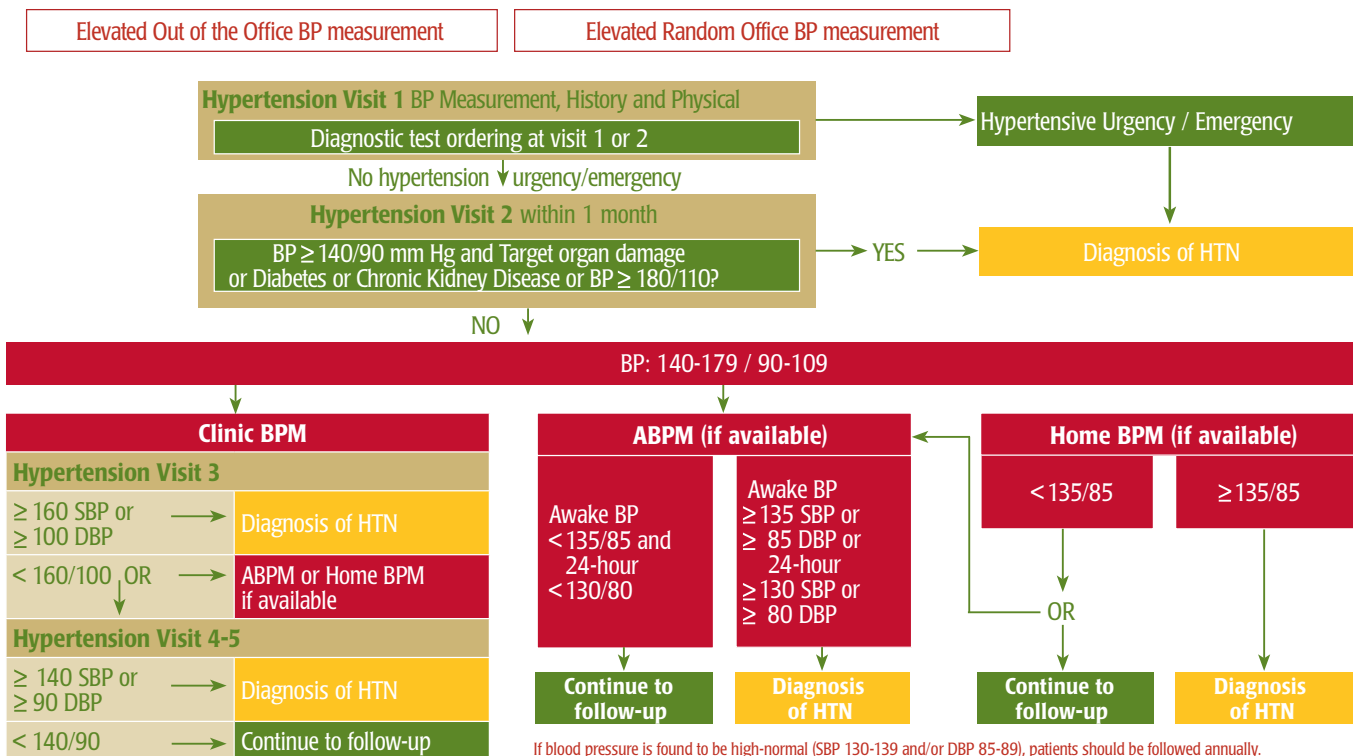 Elevated Out of the Office BP measurement
Elevated Random Office BP measurement
Hypertension Visit 1 BP Measurement, History and Physical
Diagnostic test ordering at visit 1 or 2
Hypertensive Urgency / Emergency
No hypertension urgency/emergency
Hypertension Visit 2 within 1 month
BP ≥ 140/90 mm Hg and Target organ damage
or Diabetes or Chronic Kidney Disease or BP ≥ 180/110?
YES
Diagnosis of HTN
NO
BP: 140-179 / 90-109
Clinic BPM
Hypertension Visit 3
≥ 160 SBP or
≥ 100 DBP
Diagnosis of HTN
< 160/100 OR
ABPM or Home BPM
if available
Hypertension Visit 4-5
≥ 140 SBP or
≥ 90 DBP
Diagnosis of HTN
< 140/90
Continue to follow-up
ABPM (if available)
Awake BP
< 135/85 and
24-hour
< 130/80
Awake BP
≥ 135 SBP or
≥ 85 DBP or
24-hour
≥ 130 SBP or
≥ 80 DBP
Continue to
follow-up
Diagnosis
of HTN
Home BPM (if available)
< 135/85
≥ 135/85
OR
Continue to
follow-up
Diagnosis
of HTN
If blood pressure is found to be high-normal (SBP 130-139 and/or DBP 85-89), patients should be followed annually.